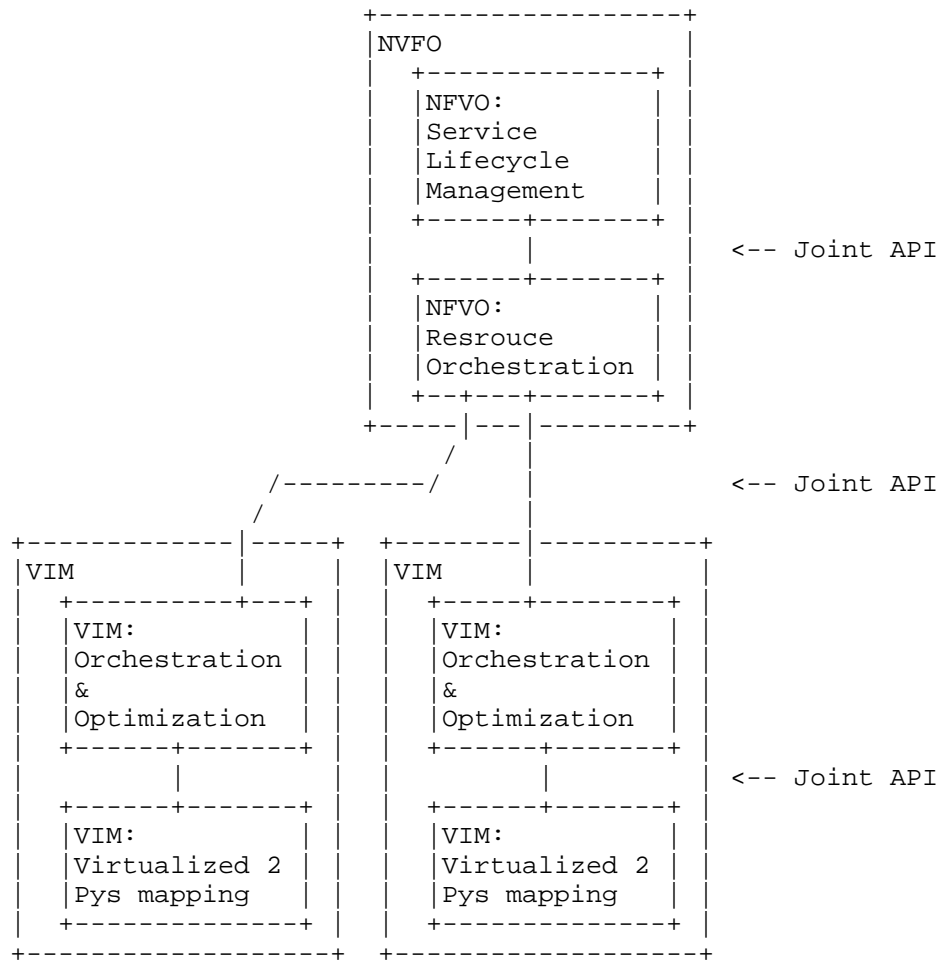 NVFO
NFVO:
Service
Lifecycle
Management
<-- Joint API
NFVO:
Resrouce
Orchestration
<-- Joint API
VIM VIM
VIM: VIM:
Orchestration Orchestration
& &
Optimization Optimization
<-- Joint API
VIM: VIM:
Virtualized 2 Virtualized 2
Pys mapping Pys mapping